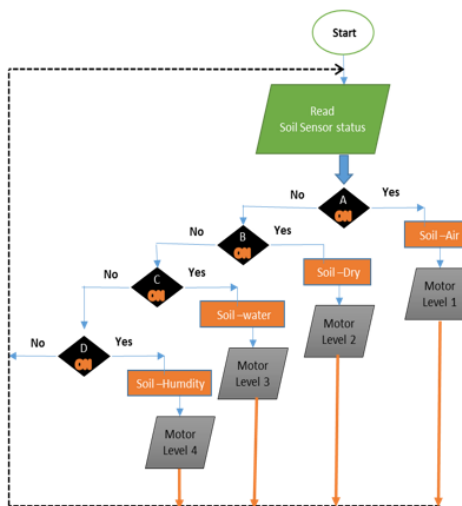 Start
Read
Soil Sensor status
No
A
ON
Yes
Soil –Air
Motor
Level 1
No
B
ON
Yes
Soil –Dry
Motor
Level 2
No
C
ON
Yes
Soil –water
Motor
Level 3
No
D
ON
Yes
Soil –Humdity
Motor
Level 4